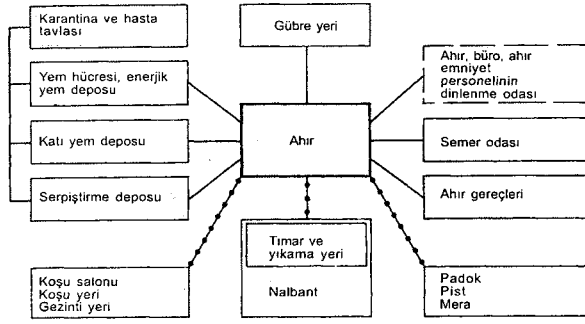 Karantina ve hasta
tavlası
Gübre yeri
Yem hücresi, enerjik
yem deposu
Ahır, büro, ahır
emniyet
personelinin
dinlenme odası
Katı yem deposu
Ahır
Semer odası
Serpiştirme deposu
Ahır gereçleri
Koşu salonu
Koşu yeri
Gezinti yeri
Tımar ve
yıkama yeri
Nalbant
Padok
Pist
Mera